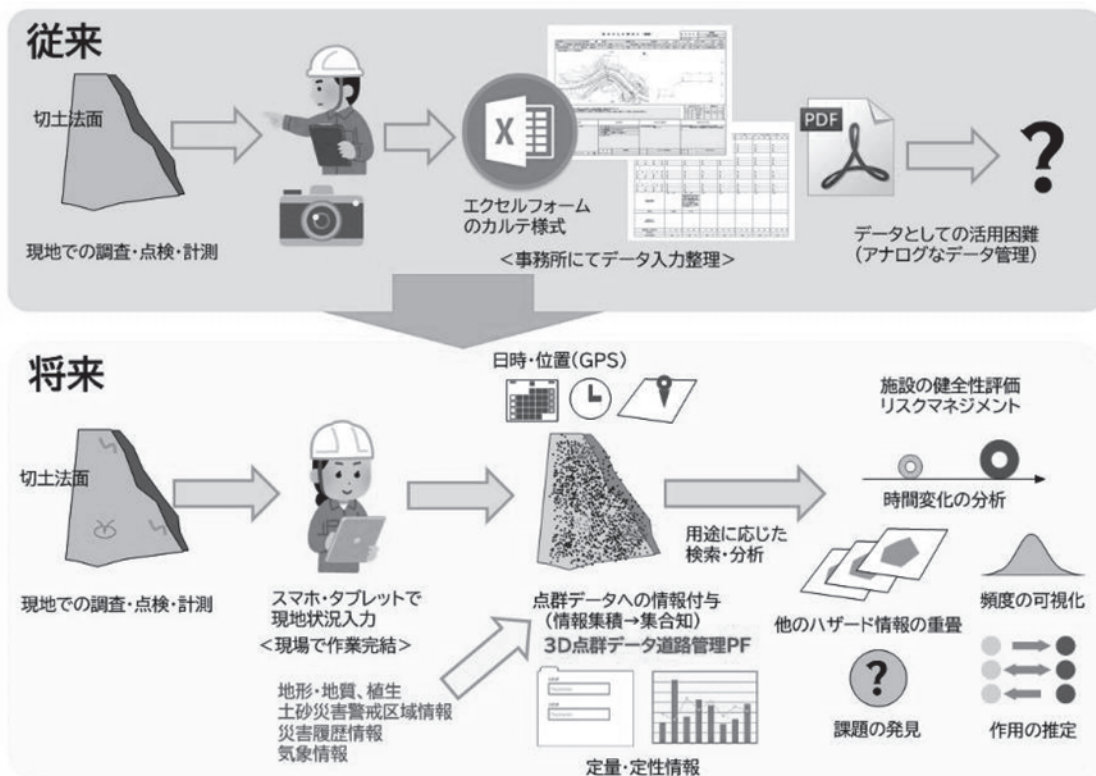 従来
切土法面
現地での調査・点検・計測
X
エクセルフォーム
のカルテ様式
<事務所にてデータ入力整理>
PDF
?
データとしての活用困難
(アナログなデータ管理)
将来
切土法面
現地での調査・点検・計測
スマホ・タブレットで
現地状況入力
<現場で作業完結>
地形・地質、植生
土砂災害警戒区域情報
災害履歴情報
気象情報
日時・位置(GPS)
点群データへの情報付与
(情報集積→集合知)
3D点群データ道路管理PF
定量・定性情報
用途に応じた
検索・分析
施設の健全性評価
リスクマネジメント
時間変化の分析
他のハザード情報の重畳
頻度の可視化
?
課題の発見
作用の推定